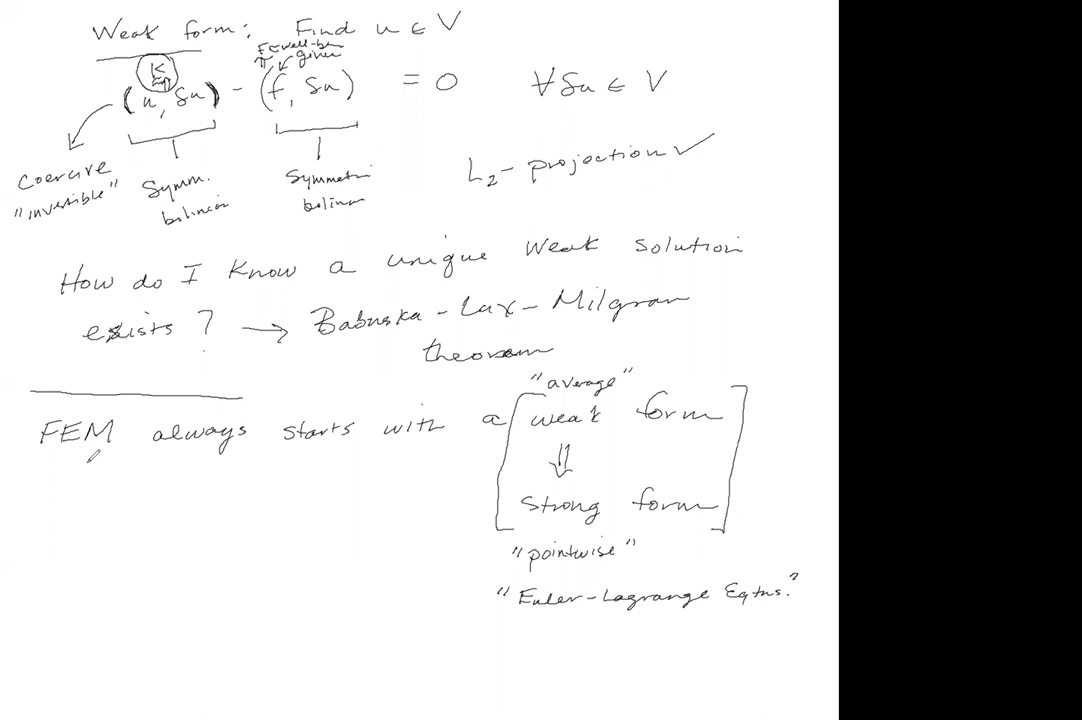 Weak form: Find u ∈ V
given
(u, δu) - (f, δu) = 0 ∀ δu ∈ V
L2 - projection ✓
Coercive
"invertible"
Symm.
bilinear
Symmetric
bilinear
How do I know a unique weak solution
exists? → Babuska - Lax - Milgram
theorem
"average"
FEM always starts with a [weak form
⇓
strong form]
"pointwise"
"Euler-Lagrange Eqtns."